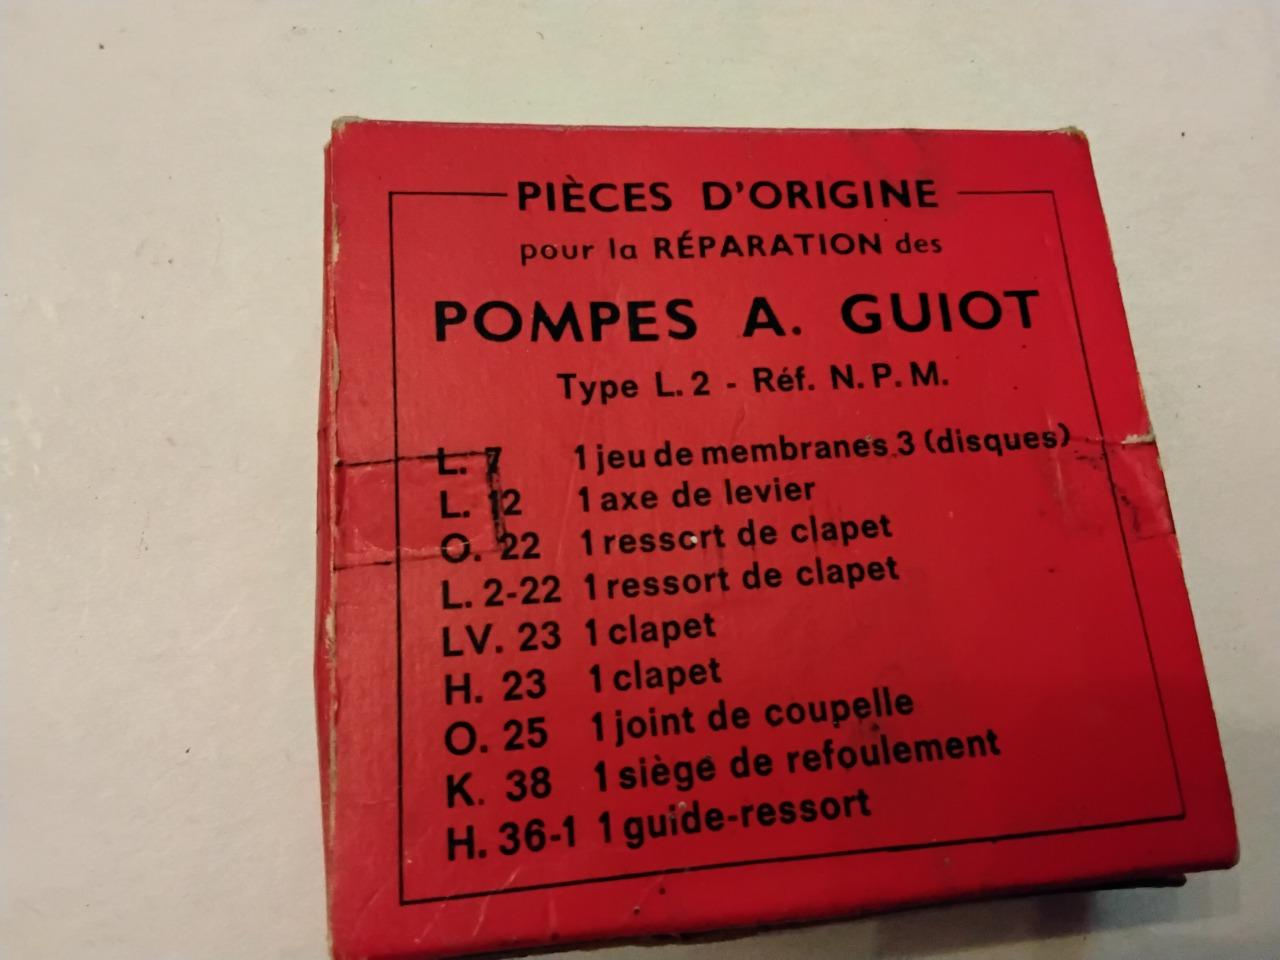 PIÈCES D'ORIGINE
pour la RÉPARATION des
POMPES A. GUIOT
Type L. 2 - Réf. N. P. M.
L. 7 1 jeu de membranes 3 (disques)
L. 12 1 axe de levier
O. 22 1 ressort de clapet
L. 2-22 1 ressort de clapet
LV. 23 1 clapet
H. 23 1 clapet
O. 25 1 joint de coupelle
K. 38 1 siège de refoulement
H. 36-1 1 guide-ressort